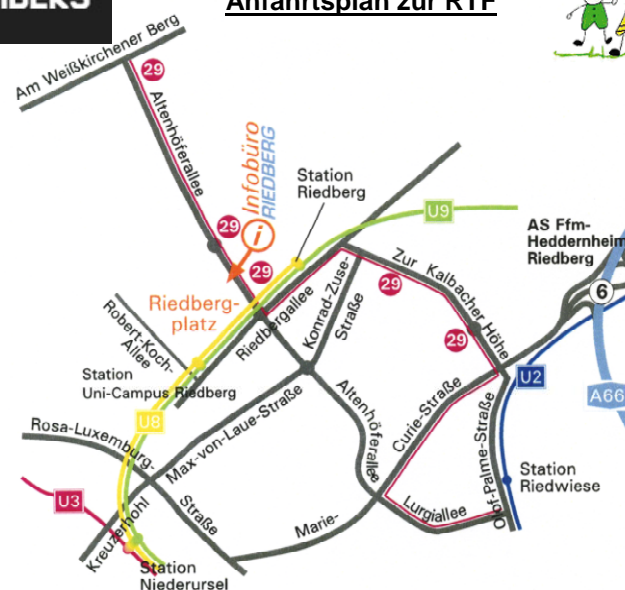 Anfahrtsplan zur RTF
Am Weißkirchener Berg
29
Altenhöferallee
Infobüro
RIEDBERG
Station
Riedberg
29
i
29
U9
AS Ffm-
Heddernheim
Riedberg
6
Zur Kalbacher Höhe
29
Konrad-Zuse-
Straße
Riedberg-
platz
Riedbergallee
Robert-Koch-
Allee
29
Station
Uni-Campus Riedberg
U2
A66
U8
Altenhöferallee
Curie-Straße
Max-von-Laue-Straße
Rosa-Luxemburg-
Straße
Olof-Palme-Straße
Station
Riedwiese
U3
Lurgiallee
Marie-
Kreuzerhohl
Station
Niederursel